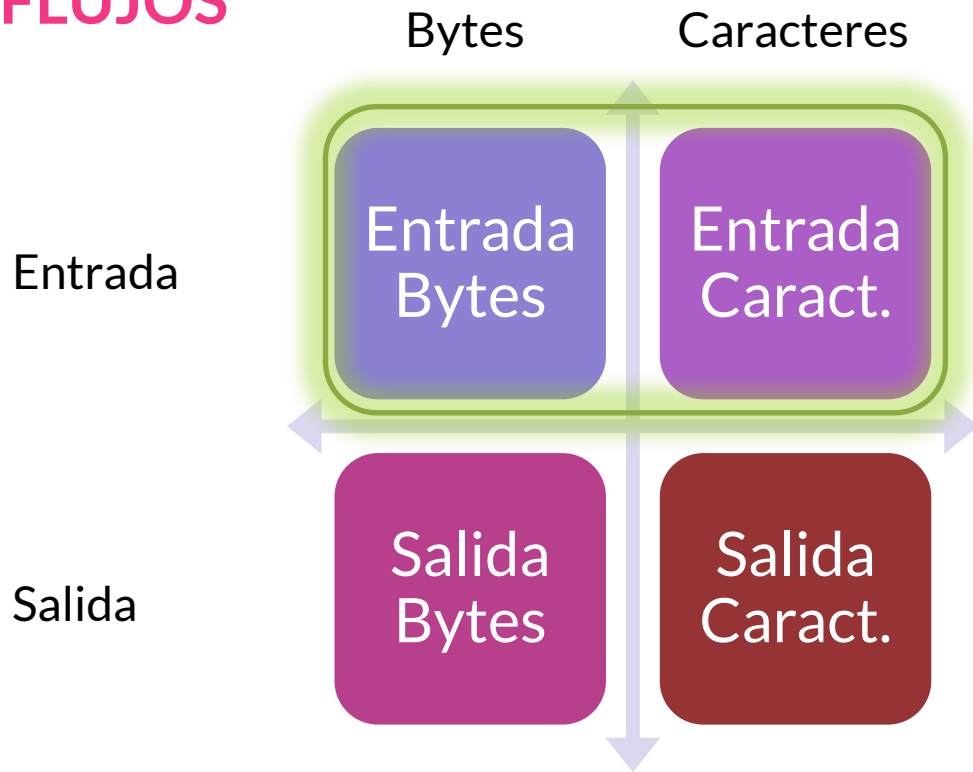 FLUJOS
Bytes Caracteres
Entrada
Entrada
Bytes
Entrada
Caract.
Salida
Salida
Bytes
Salida
Caract.